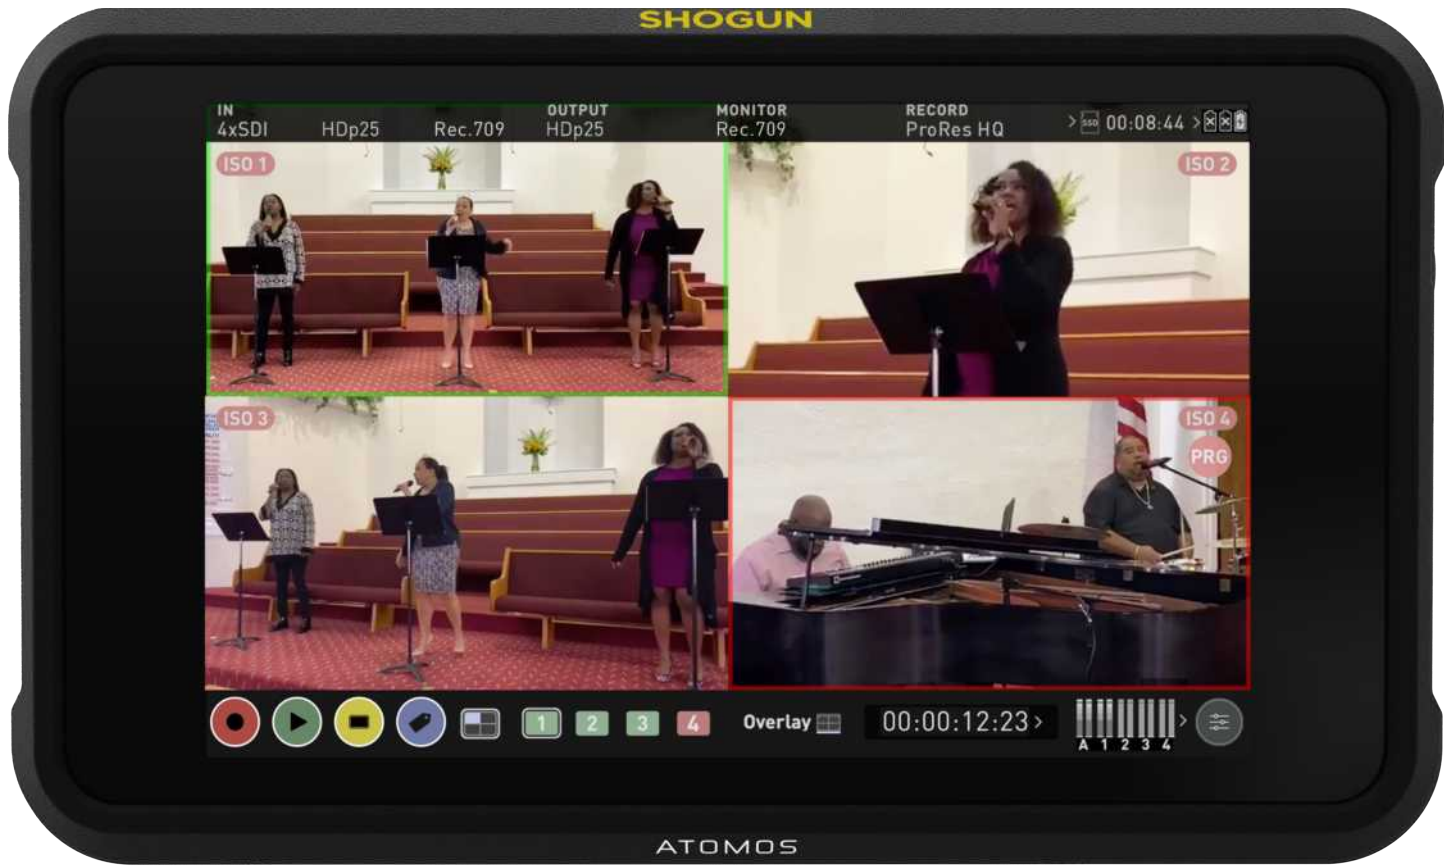 SHOGUN
IN OUTPUT MONITOR RECORD
4xSDI HDp25 Rec.709 HDp25 Rec.709 ProRes HQ > SSD 00:08:44 >
ISO 1 ISO 2
ISO 3 ISO 4
PRG
1 2 3 4 Overlay 00:00:12:23 >
A 1 2 3 4
ATOMOS